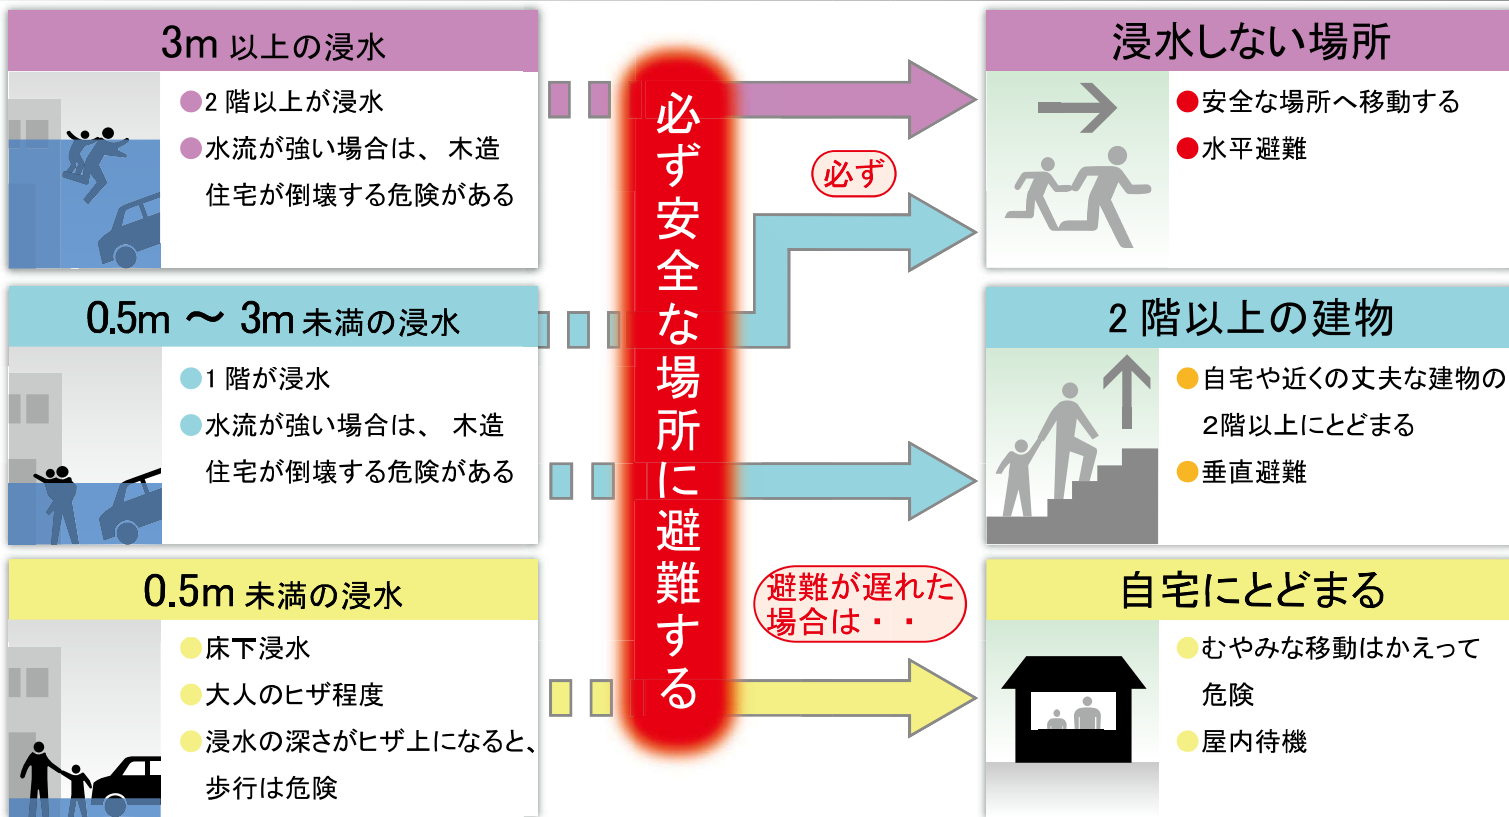 3m 以上の浸水
●2 階以上が浸水
●水流が強い場合は、 木造
住宅が倒壊する危険がある
0.5m ～ 3m 未満の浸水
●1 階が浸水
●水流が強い場合は、 木造
住宅が倒壊する危険がある
0.5m 未満の浸水
●床下浸水
●大人のヒザ程度
●浸水の深さがヒザ上になると、
歩行は危険
必ず安全な場所に避難する
必ず
避難が遅れた
場合は・・
浸水しない場所
●安全な場所へ移動する
●水平避難
2 階以上の建物
●自宅や近くの丈夫な建物の
2階以上にとどまる
●垂直避難
自宅にとどまる
●むやみな移動はかえって
危険
●屋内待機